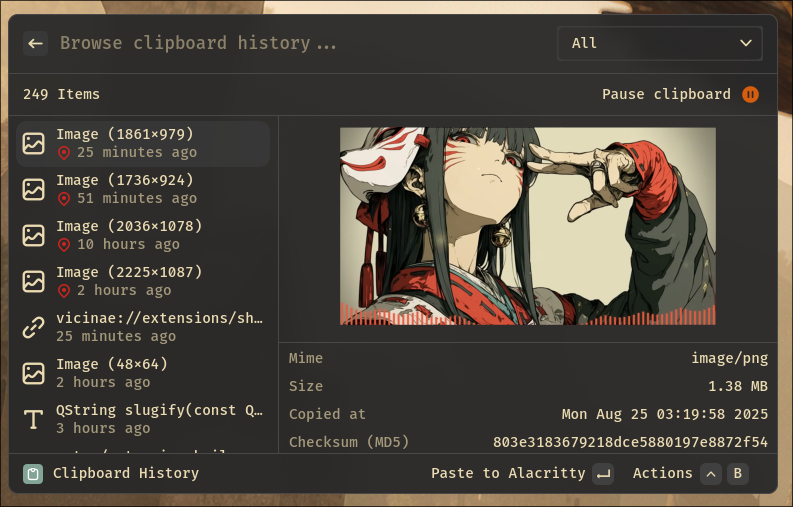 Browse clipboard history...
All
249 Items
Pause clipboard
Image (1861×979)
25 minutes ago
Image (1736×924)
51 minutes ago
Image (2036×1078)
10 hours ago
Image (2225×1087)
2 hours ago
vicinae://extensions/sh…
25 minutes ago
Image (48×64)
2 hours ago
QString slugify(const Q…
3 hours ago
Mime
image/png
Size
1.38 MB
Copied at
Mon Aug 25 03:19:58 2025
Checksum (MD5)
803e3183679218dce5880197e8872f54
Clipboard History
Paste to Alacritty
Actions
B